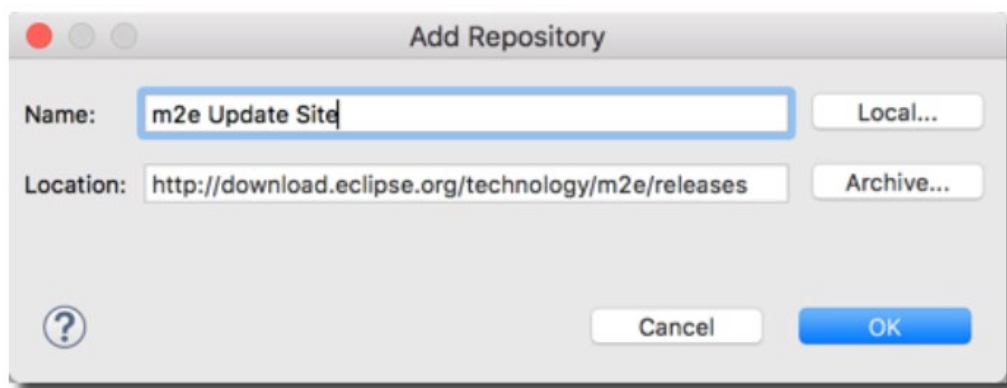 Add Repository
Name: m2e Update Site Local...
Location: http://download.eclipse.org/technology/m2e/releases Archive...
? Cancel OK